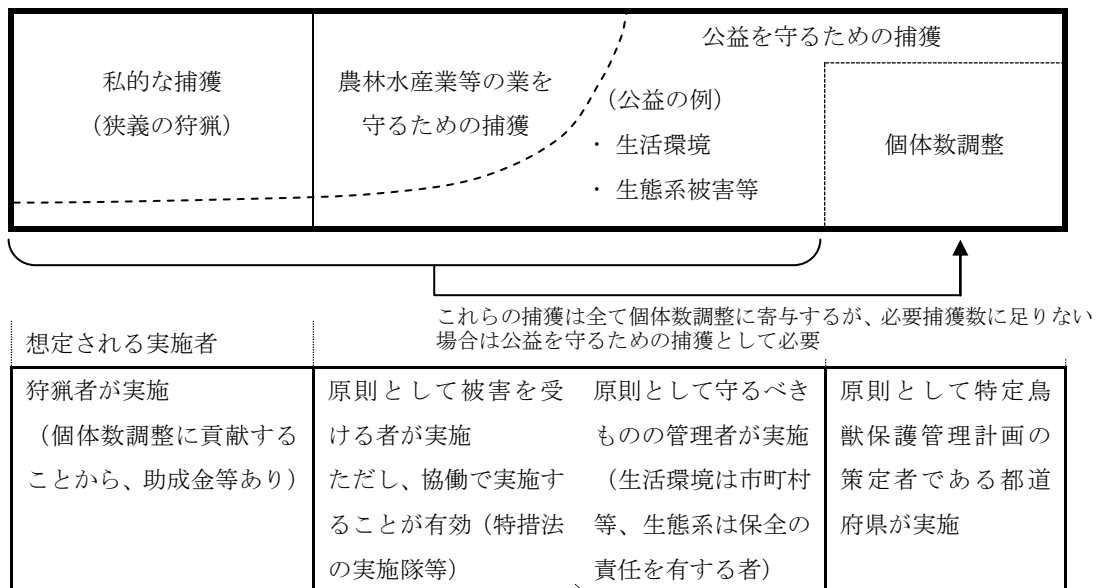 公益を守るための捕獲
私的な捕獲
（狭義の狩猟）
農林水産業等の業を
守るための捕獲
（公益の例）
・ 生活環境
・ 生態系被害等
個体数調整
これらの捕獲は全て個体数調整に寄与するが、必要捕獲数に足りない
場合は公益を守るための捕獲として必要
想定される実施者
狩猟者が実施
（個体数調整に貢献する
ことから、助成金等あり）
原則として被害を受
ける者が実施
ただし、協働で実施す
ることが有効（特措法
の実施隊等）
原則として守るべき
ものの管理者が実施
（生活環境は市町村
等、生態系は保全の
責任を有する者）
原則として特定鳥
獣保護管理計画の
策定者である都道
府県が実施